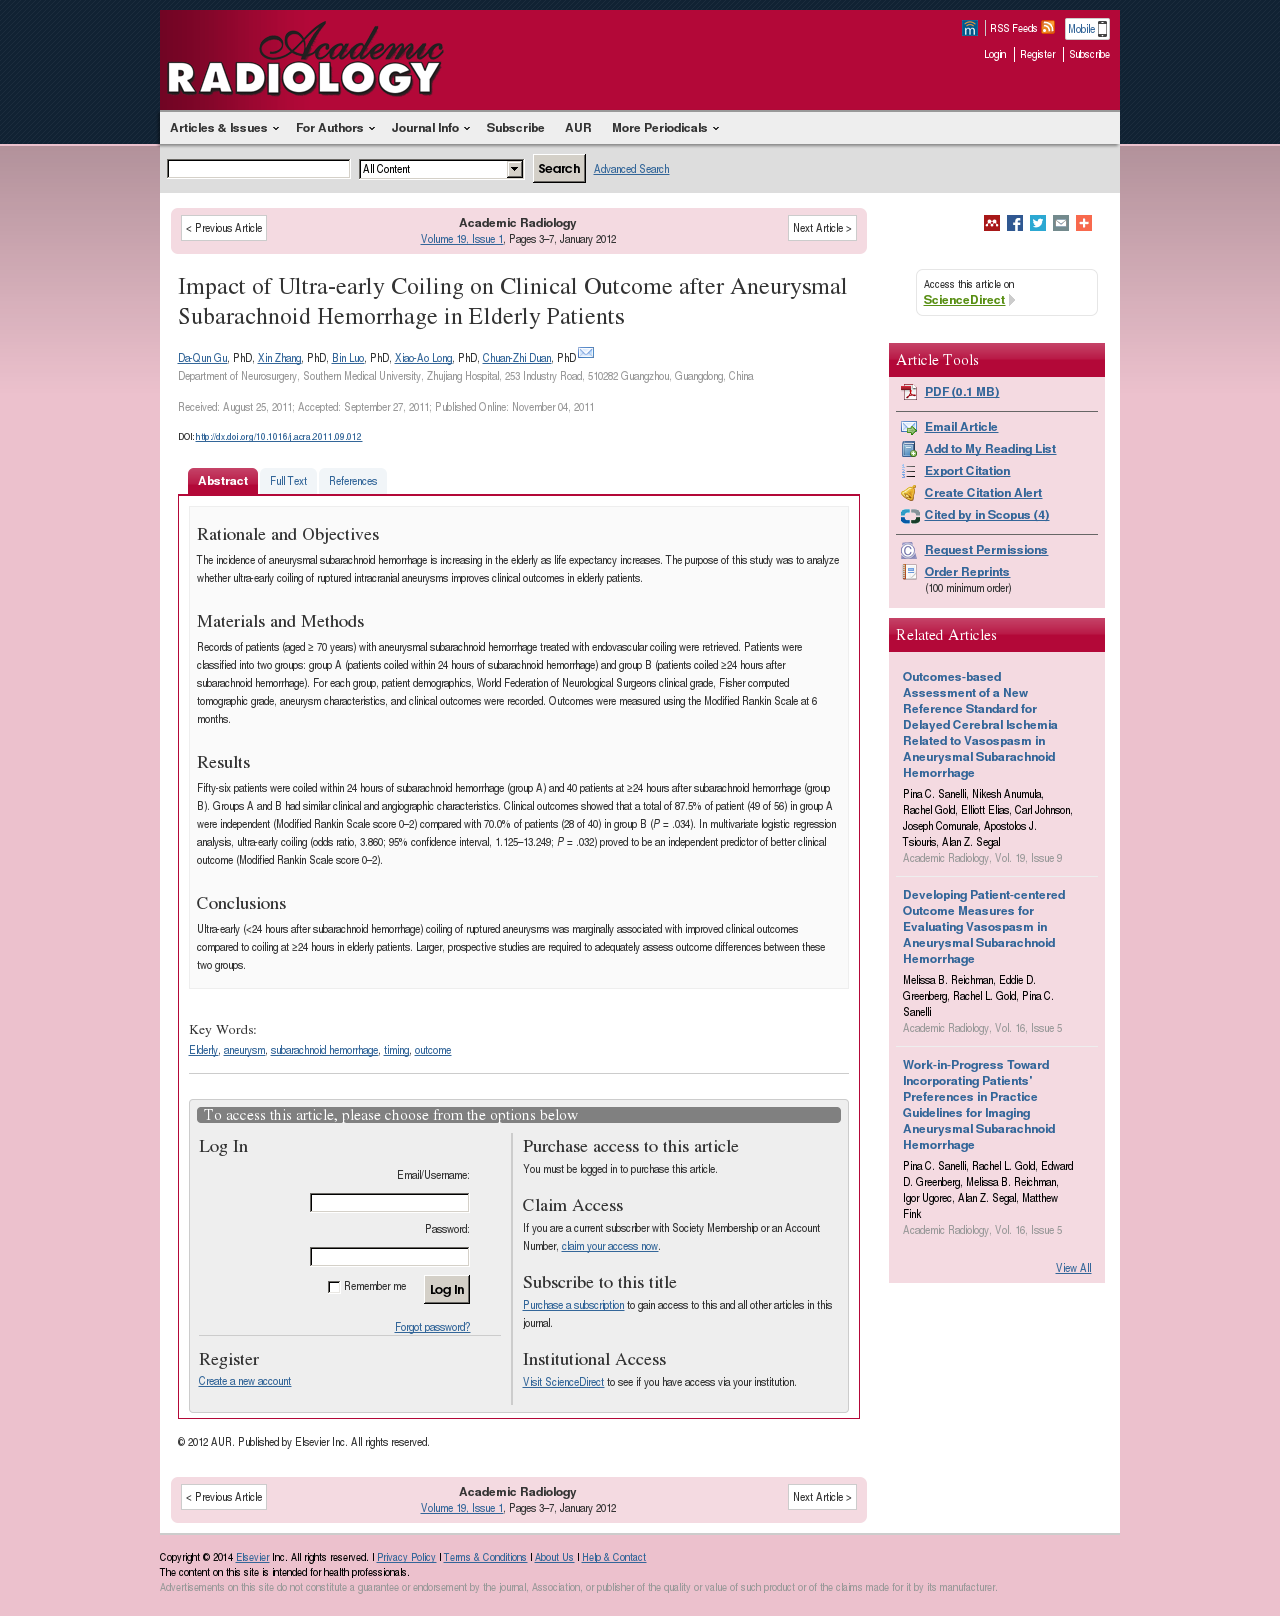 Academic
RADIOLOGY
RSS Feeds
Mobile
Login
Register
Subscribe
Articles & Issues
For Authors
Journal Info
Subscribe
AUR
More Periodicals
All Content
Search
Advanced Search
< Previous Article
Academic Radiology
Volume 19, Issue 1, Pages 3–7, January 2012
Next Article >
Impact of Ultra-early Coiling on Clinical Outcome after Aneurysmal
Subarachnoid Hemorrhage in Elderly Patients
Da-Qun Gu, PhD, Xin Zhang, PhD, Bin Luo, PhD, Xiao-Ao Long, PhD, Chuan-Zhi Duan, PhD
Department of Neurosurgery, Southern Medical University, Zhujiang Hospital, 253 Industry Road, 510282 Guangzhou, Guangdong, China
Received: August 25, 2011; Accepted: September 27, 2011; Published Online: November 04, 2011
DOI: http://dx.doi.org/10.1016/j.acra.2011.09.012
Abstract
Full Text
References
Rationale and Objectives
The incidence of aneurysmal subarachnoid hemorrhage is increasing in the elderly as life expectancy increases. The purpose of this study was to analyze
whether ultra-early coiling of ruptured intracranial aneurysms improves clinical outcomes in elderly patients.
Materials and Methods
Records of patients (aged ≥ 70 years) with aneurysmal subarachnoid hemorrhage treated with endovascular coiling were retrieved. Patients were
classified into two groups: group A (patients coiled within 24 hours of subarachnoid hemorrhage) and group B (patients coiled ≥24 hours after
subarachnoid hemorrhage). For each group, patient demographics, World Federation of Neurological Surgeons clinical grade, Fisher computed
tomographic grade, aneurysm characteristics, and clinical outcomes were recorded. Outcomes were measured using the Modified Rankin Scale at 6
months.
Results
Fifty-six patients were coiled within 24 hours of subarachnoid hemorrhage (group A) and 40 patients at ≥24 hours after subarachnoid hemorrhage (group
B). Groups A and B had similar clinical and angiographic characteristics. Clinical outcomes showed that a total of 87.5% of patient (49 of 56) in group A
were independent (Modified Rankin Scale score 0–2) compared with 70.0% of patients (28 of 40) in group B (P = .034). In multivariate logistic regression
analysis, ultra-early coiling (odds ratio, 3.860; 95% confidence interval, 1.125–13.249; P = .032) proved to be an independent predictor of better clinical
outcome (Modified Rankin Scale score 0–2).
Conclusions
Ultra-early (<24 hours after subarachnoid hemorrhage) coiling of ruptured aneurysms was marginally associated with improved clinical outcomes
compared to coiling at ≥24 hours in elderly patients. Larger, prospective studies are required to adequately assess outcome differences between these
two groups.
Key Words:
Elderly, aneurysm, subarachnoid hemorrhage, timing, outcome
To access this article, please choose from the options below
Log In
Email/Username:
Password:
Remember me
Log In
Forgot password?
Register
Create a new account
Purchase access to this article
You must be logged in to purchase this article.
Claim Access
If you are a current subscriber with Society Membership or an Account
Number, claim your access now.
Subscribe to this title
Purchase a subscription to gain access to this and all other articles in this
journal.
Institutional Access
Visit ScienceDirect to see if you have access via your institution.
© 2012 AUR. Published by Elsevier Inc. All rights reserved.
< Previous Article
Academic Radiology
Volume 19, Issue 1, Pages 3–7, January 2012
Next Article >
Access this article on
ScienceDirect
Article Tools
PDF (0.1 MB)
Email Article
Add to My Reading List
Export Citation
Create Citation Alert
Cited by in Scopus (4)
Request Permissions
Order Reprints
(100 minimum order)
Related Articles
Outcomes-based
Assessment of a New
Reference Standard for
Delayed Cerebral Ischemia
Related to Vasospasm in
Aneurysmal Subarachnoid
Hemorrhage
Pina C. Sanelli, Nikesh Anumula,
Rachel Gold, Elliott Elias, Carl Johnson,
Joseph Comunale, Apostolos J.
Tsiouris, Alan Z. Segal
Academic Radiology, Vol. 19, Issue 9
Developing Patient-centered
Outcome Measures for
Evaluating Vasospasm in
Aneurysmal Subarachnoid
Hemorrhage
Melissa B. Reichman, Eddie D.
Greenberg, Rachel L. Gold, Pina C.
Sanelli
Academic Radiology, Vol. 16, Issue 5
Work-in-Progress Toward
Incorporating Patients'
Preferences in Practice
Guidelines for Imaging
Aneurysmal Subarachnoid
Hemorrhage
Pina C. Sanelli, Rachel L. Gold, Edward
D. Greenberg, Melissa B. Reichman,
Igor Ugorec, Alan Z. Segal, Matthew
Fink
Academic Radiology, Vol. 16, Issue 5
View All
Copyright © 2014 Elsevier Inc. All rights reserved. | Privacy Policy | Terms & Conditions | About Us | Help & Contact
The content on this site is intended for health professionals.
Advertisements on this site do not constitute a guarantee or endorsement by the journal, Association, or publisher of the quality or value of such product or of the claims made for it by its manufacturer.